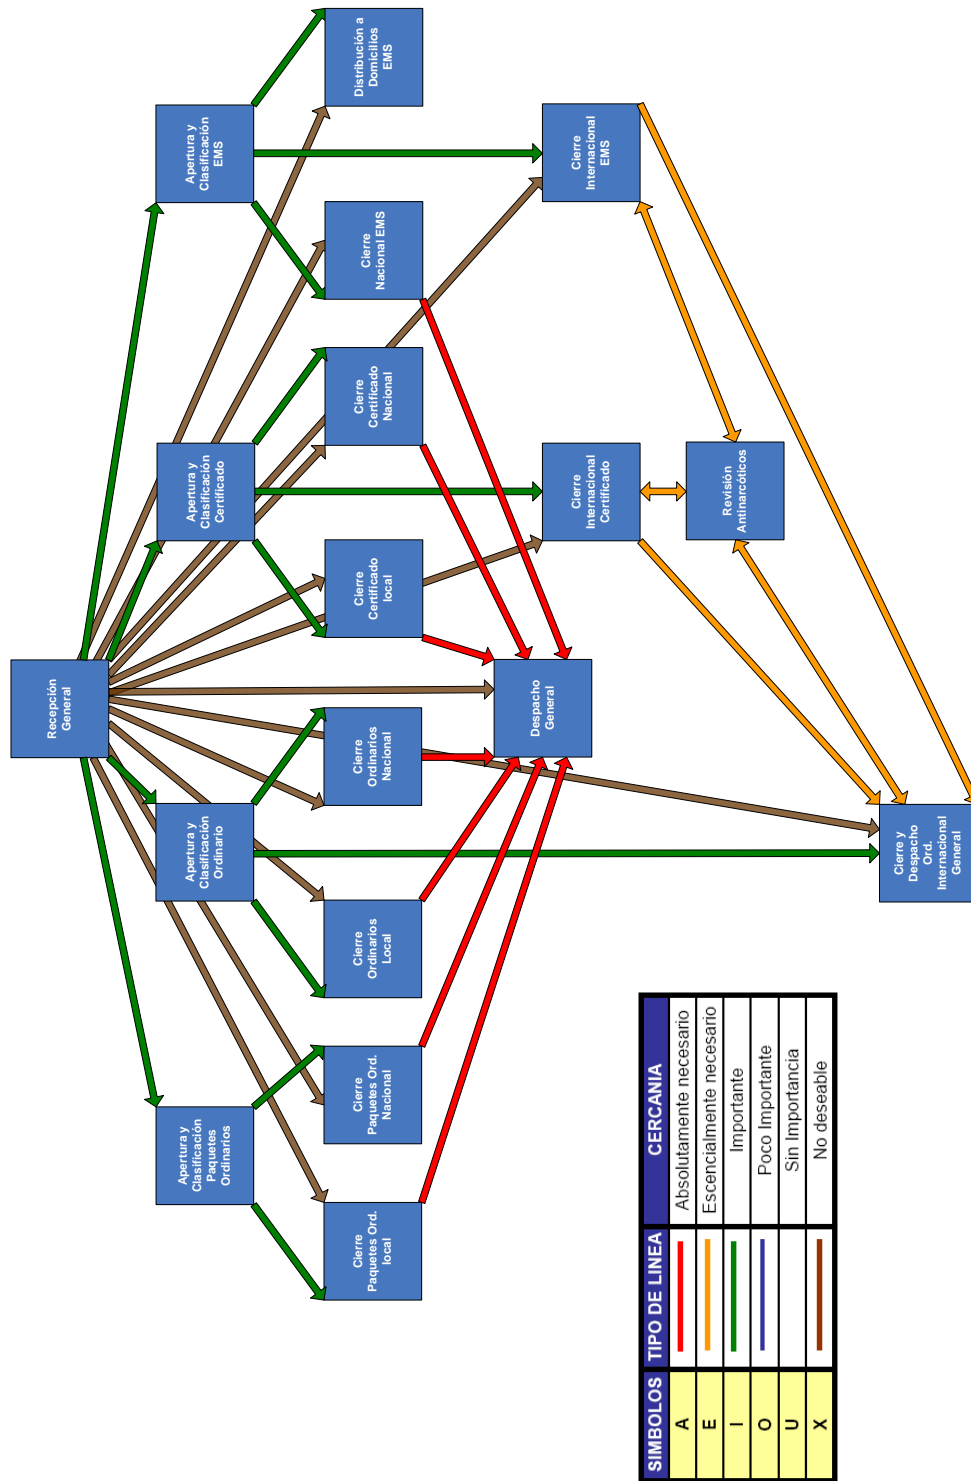 Recepción
General
Apertura y
Clasificación
Paquetes
Ordinarios
Apertura y
Clasificación
Ordinario
Apertura y
Clasificación
Certificado
Apertura y
Clasificación
EMS
Cierre
Paquetes Ord.
local
Cierre
Paquetes Ord.
Nacional
Cierre
Ordinarios
Local
Cierre
Ordinarios
Nacional
Cierre
Certificado
local
Cierre
Certificado
Nacional
Cierre
Nacional EMS
Distribución a
Domicilios
EMS
Despacho
General
Cierre
Internacional
Certificado
Cierre
Internacional
EMS
Revisión
Antinarcóticos
Cierre y
Despacho
Ord.
Internacional
General
SIMBOLOS TIPO DE LINEA CERCANIA
A Absolutamente necesario
E Escencialmente necesario
I Importante
O Poco Importante
U Sin Importancia
X No deseable